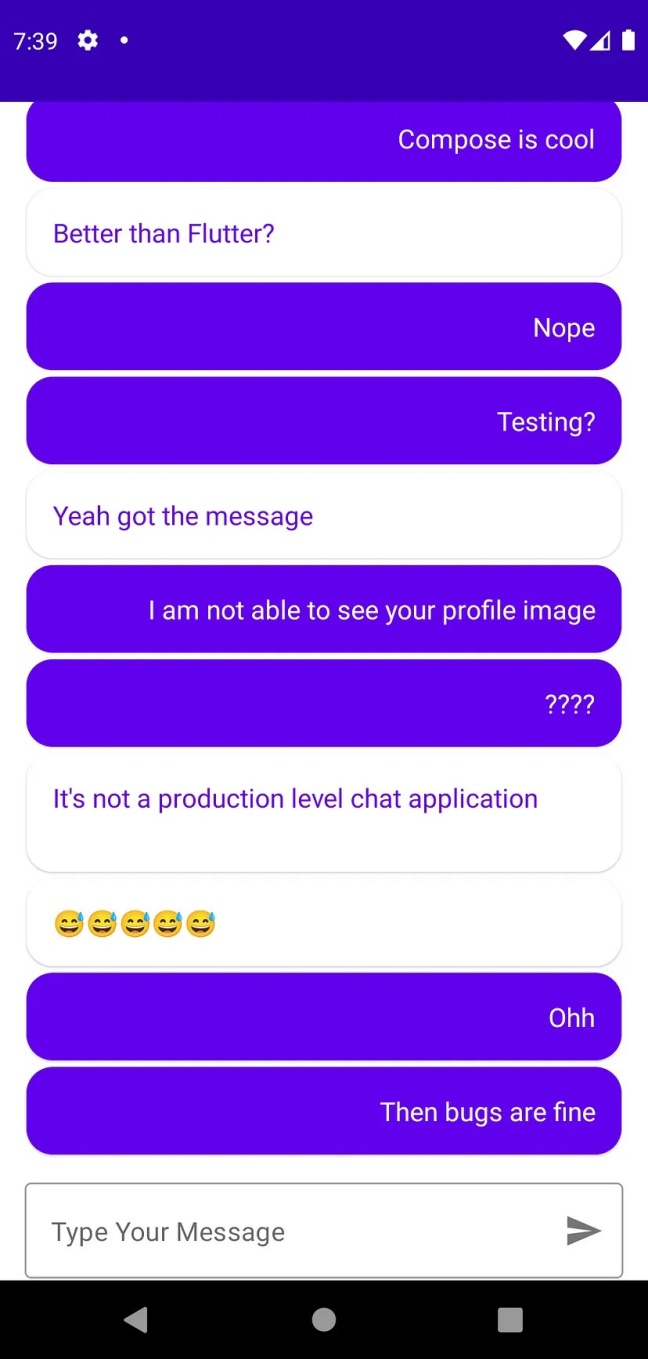 7:39
Compose is cool
Better than Flutter?
Nope
Testing?
Yeah got the message
I am not able to see your profile image
????
It's not a production level chat application
😅😅😅😅😅
Ohh
Then bugs are fine
Type Your Message